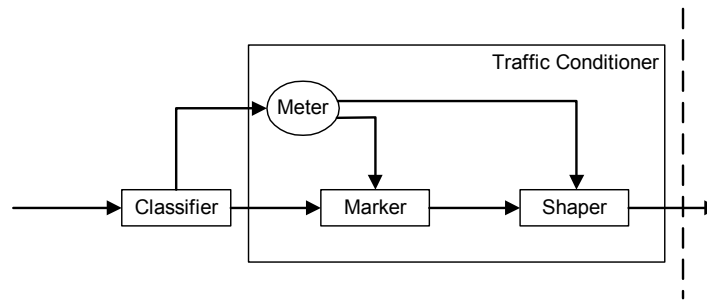 Traffic Conditioner
Meter
Classifier
Marker
Shaper